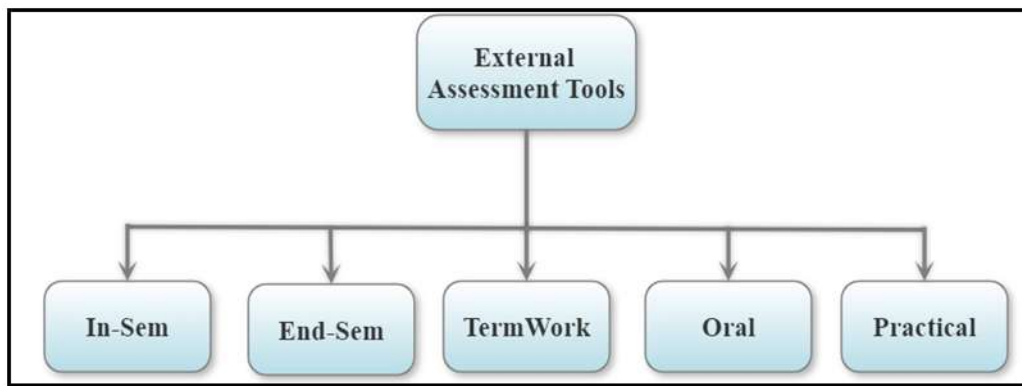 External
Assessment Tools
In-Sem
End-Sem
TermWork
Oral
Practical